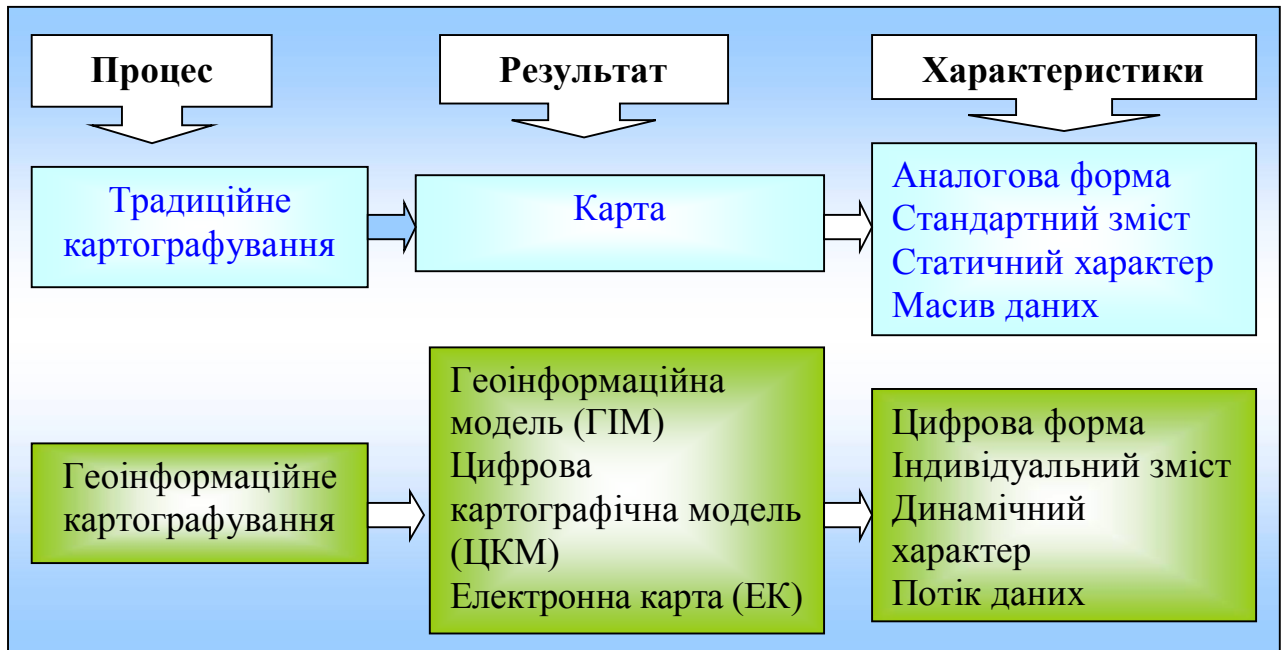 Процес
Результат
Характеристики
Традиційне
картографування
Карта
Аналогова форма
Стандартний зміст
Статичний характер
Масив даних
Геоінформаційне
картографування
Геоінформаційна
модель (ГІМ)
Цифрова
картографічна модель
(ЦКМ)
Електронна карта (ЕК)
Цифрова форма
Індивідуальний зміст
Динамічний
характер
Потік даних